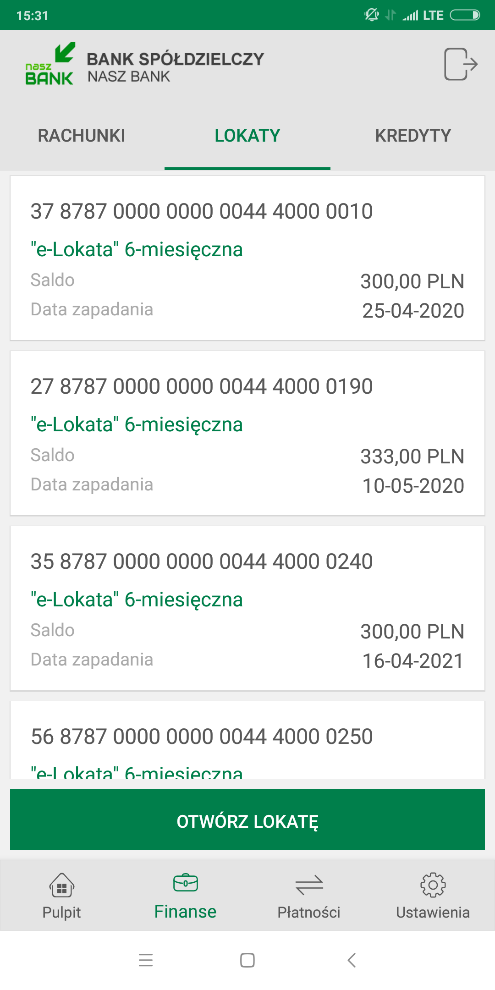 15:31
LTE
nasz
BANK
BANK SPÓŁDZIELCZY
NASZ BANK
RACHUNKI LOKATY KREDYTY
37 8787 0000 0000 0044 4000 0010
"e-Lokata" 6-miesięczna
Saldo 300,00 PLN
Data zapadania 25-04-2020
27 8787 0000 0000 0044 4000 0190
"e-Lokata" 6-miesięczna
Saldo 333,00 PLN
Data zapadania 10-05-2020
35 8787 0000 0000 0044 4000 0240
"e-Lokata" 6-miesięczna
Saldo 300,00 PLN
Data zapadania 16-04-2021
56 8787 0000 0000 0044 4000 0250
"e-Lokata" 6-miesięczna
OTWÓRZ LOKATĘ
Pulpit Finanse Płatności Ustawienia